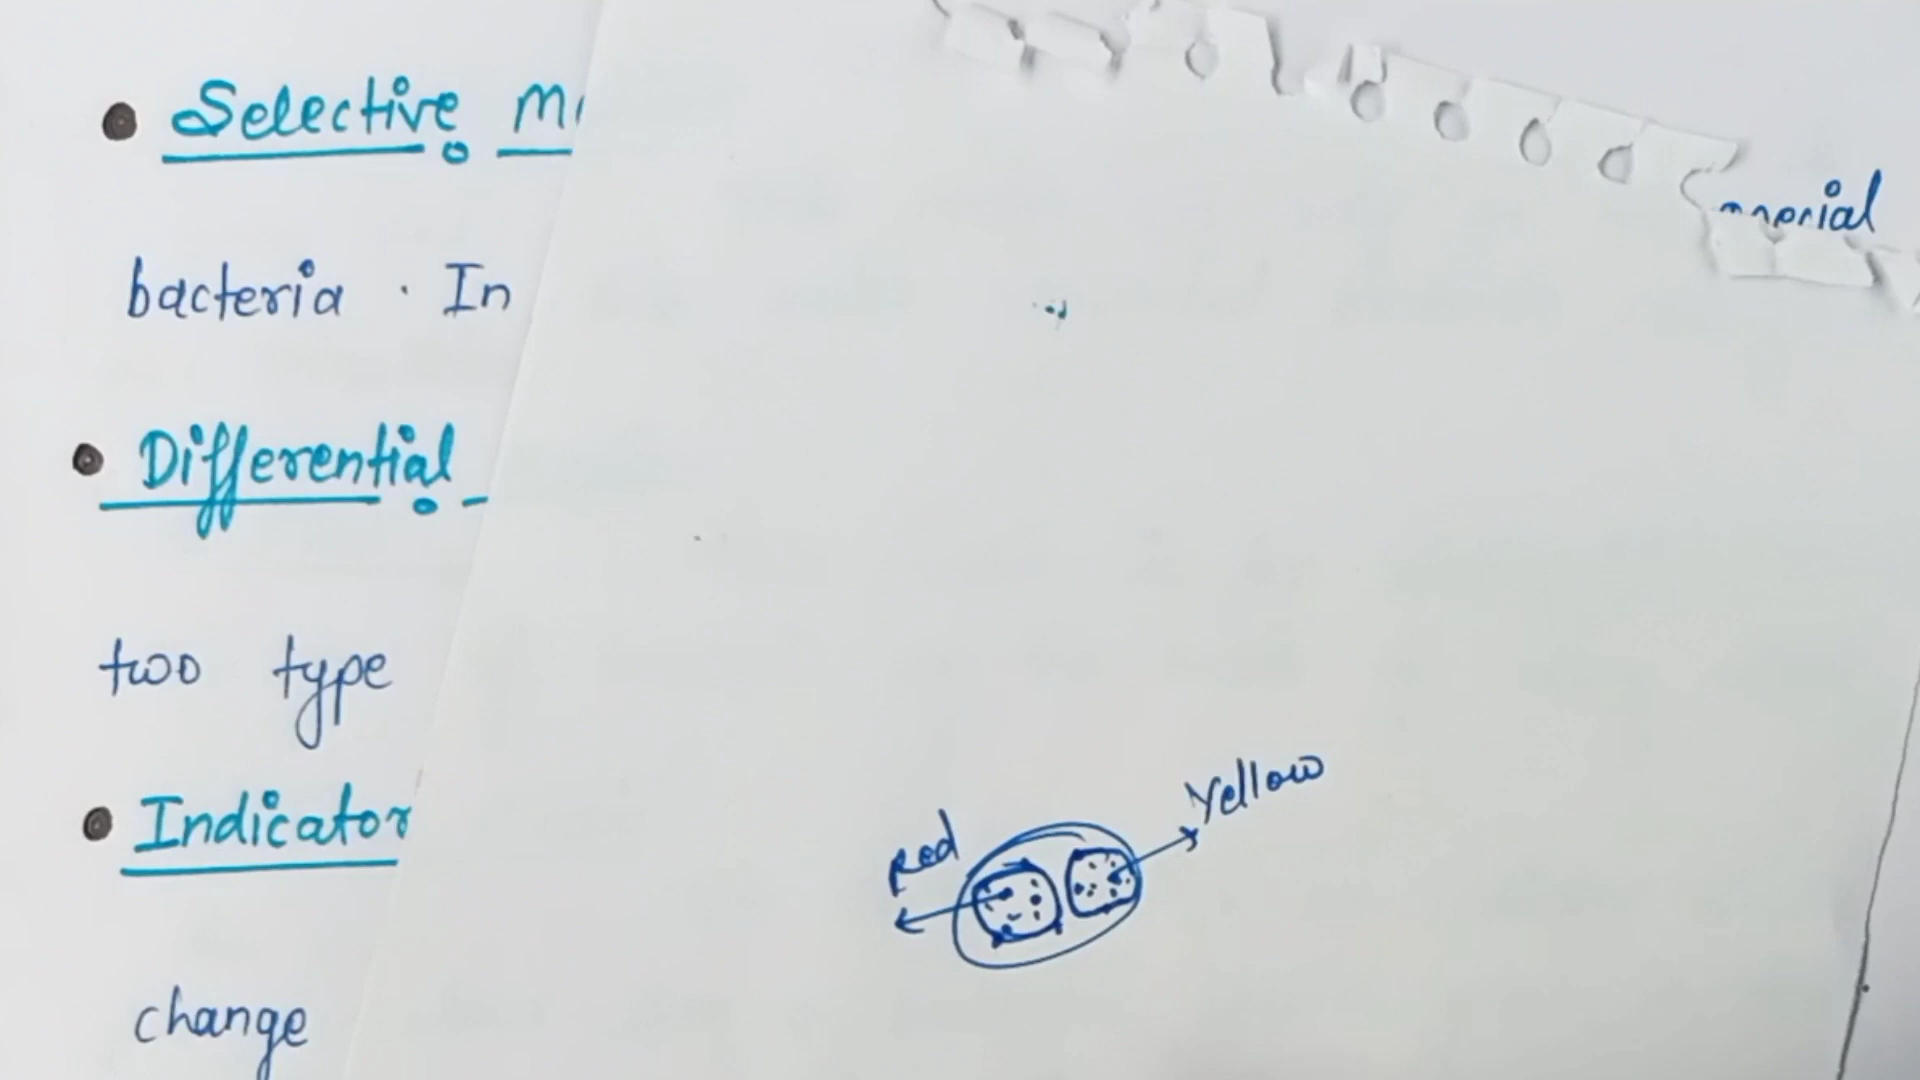 • Selective
bacteria . In
• Differential
two type
• Indicator
change
Yellow
Red